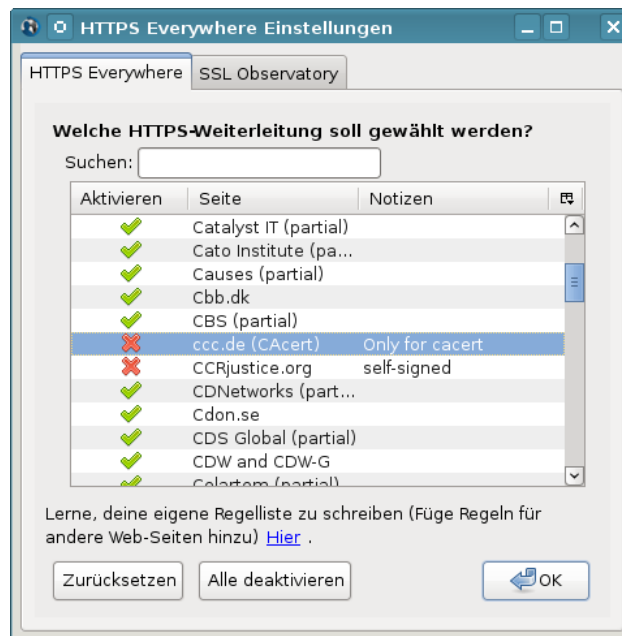 HTTPS Everywhere Einstellungen
HTTPS Everywhere SSL Observatory
Welche HTTPS-Weiterleitung soll gewählt werden?
Suchen:
Aktivieren Seite Notizen
Catalyst IT (partial)
Cato Institute (pa...
Causes (partial)
Cbb.dk
CBS (partial)
ccc.de (CAcert) Only for cacert
CCRjustice.org self-signed
CDNetworks (part...
Cdon.se
CDS Global (partial)
CDW and CDW-G
Colartem (partial)
Lerne, deine eigene Regelliste zu schreiben (Füge Regeln für
andere Web-Seiten hinzu) Hier .
Zurücksetzen Alle deaktivieren OK